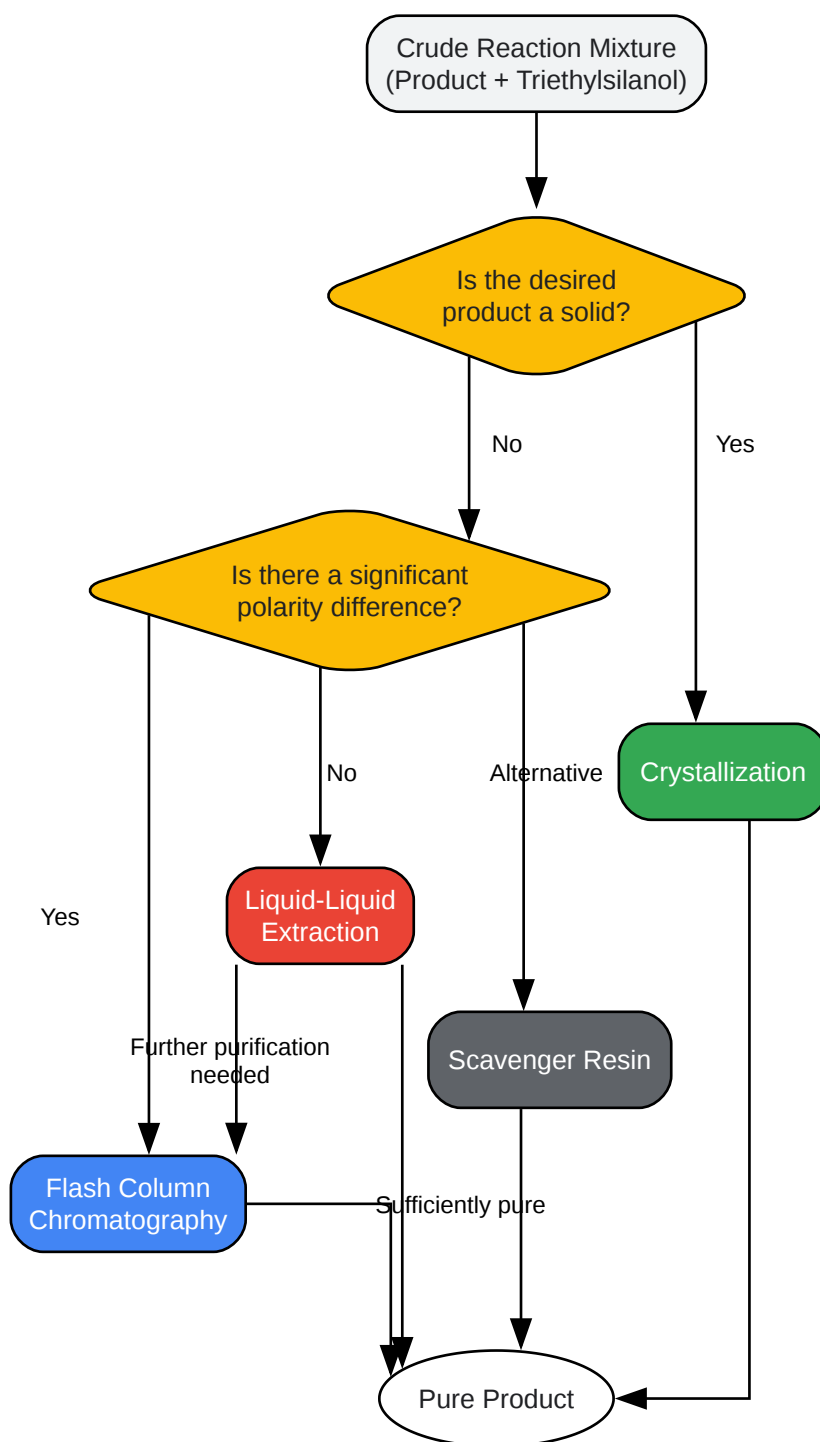 Crude Reaction Mixture
(Product + Triethylsilanol)
Is the desired
product a solid?
No
Yes
Is there a significant
polarity difference?
No
Alternative
Crystallization
Yes
Liquid-Liquid
Extraction
Further purification
needed
Scavenger Resin
Flash Column
Chromatography
Sufficiently pure
Pure Product